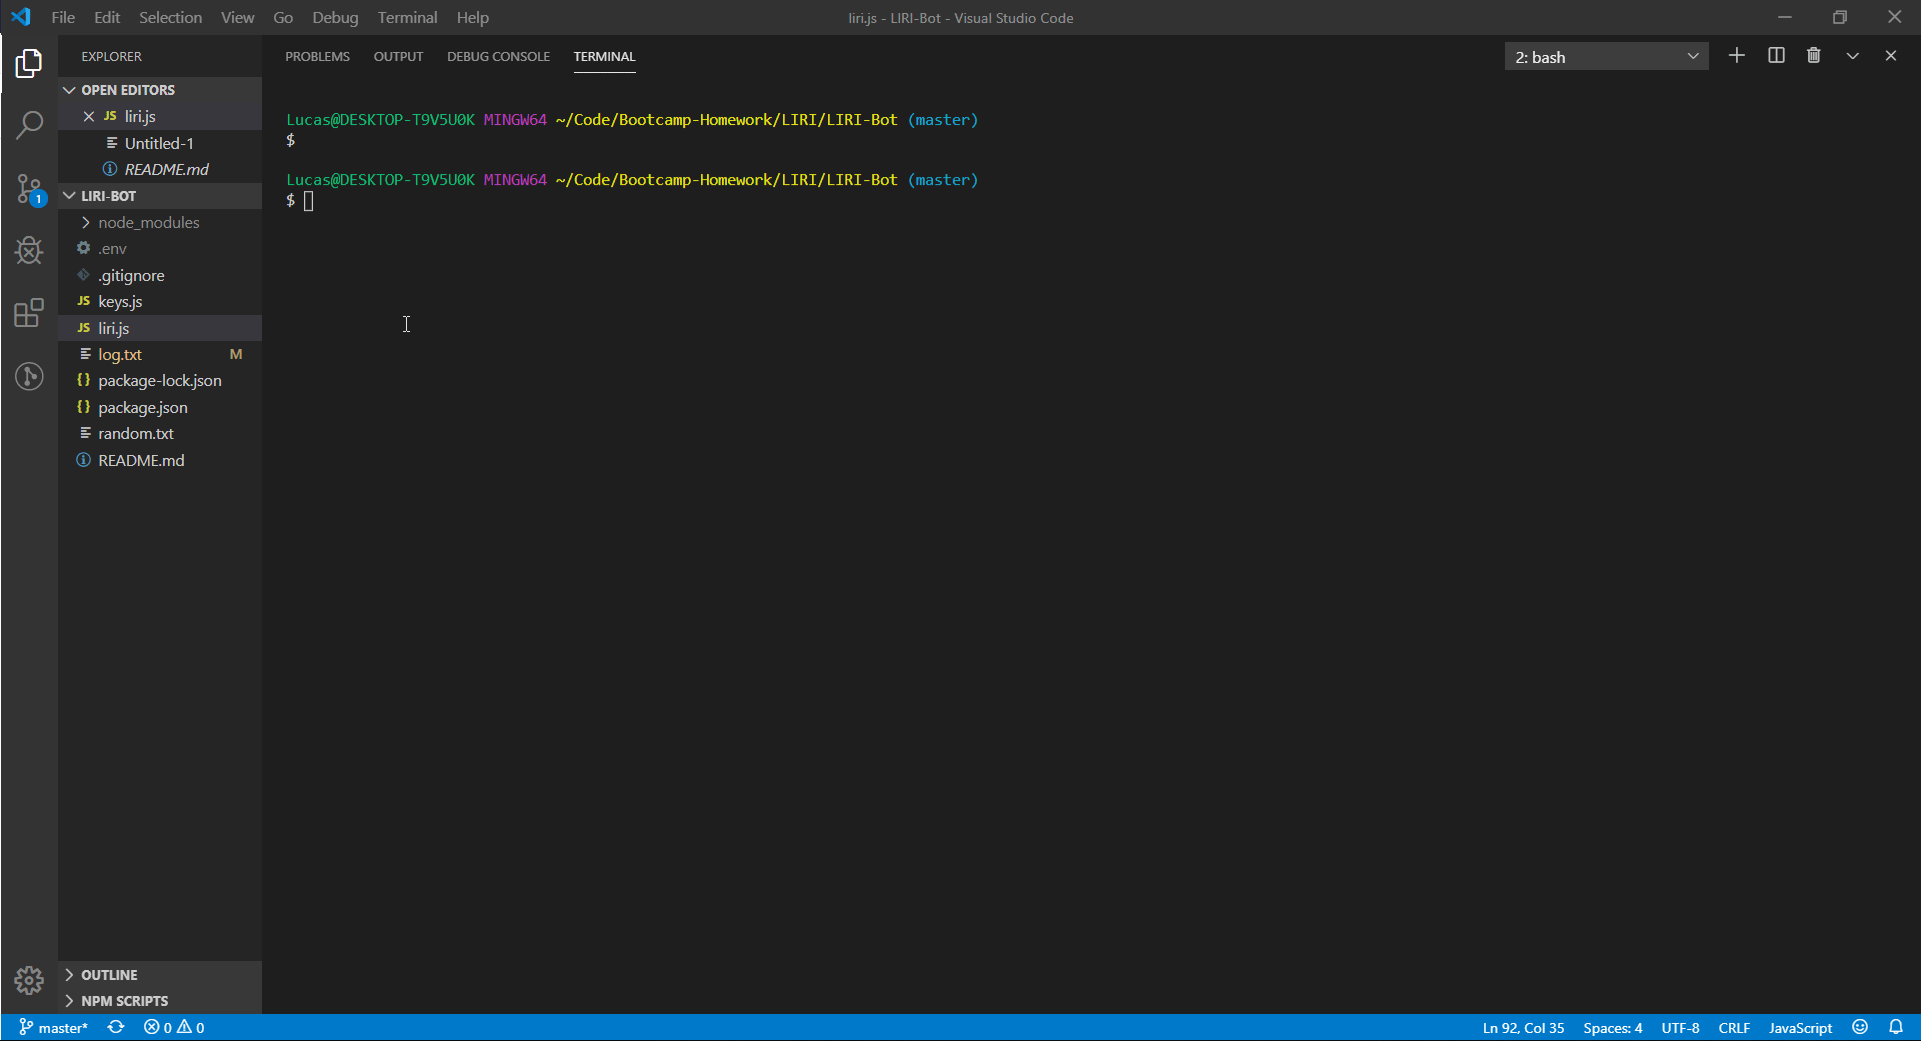 File Edit Selection View Go Debug Terminal Help
liri.js - LIRI-Bot - Visual Studio Code
EXPLORER
OPEN EDITORS
JS liri.js
Untitled-1
README.md
LIRI-BOT
node_modules
.env
.gitignore
JS keys.js
JS liri.js
log.txt M
{ } package-lock.json
{ } package.json
random.txt
README.md
OUTLINE
NPM SCRIPTS
1
PROBLEMS OUTPUT DEBUG CONSOLE TERMINAL
2: bash
Lucas@DESKTOP-T9V5U0K MINGW64 ~/Code/Bootcamp-Homework/LIRI/LIRI-Bot (master)
$
Lucas@DESKTOP-T9V5U0K MINGW64 ~/Code/Bootcamp-Homework/LIRI/LIRI-Bot (master)
$
master* 0 0
Ln 92, Col 35 Spaces: 4 UTF-8 CRLF JavaScript